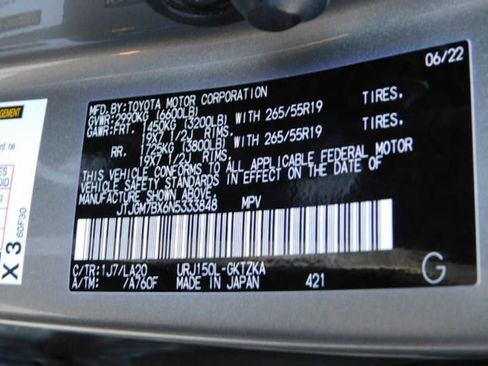 06/22
MFD. BY: TOYOTA MOTOR CORPORATION
GVWR: 2990KG (6600LB)
GAWR: FRT. 1450KG (3200LB) WITH 265/55R19 TIRES.
19X7 1/2J RIMS.
RR. 1725KG (3800LB) WITH 265/55R19 TIRES.
19X7 1/2J RIMS.
THIS VEHICLE CONFORMS TO ALL APPLICABLE FEDERAL MOTOR
VEHICLE SAFETY STANDARDS IN EFFECT ON THE DATE OF
MANUFACTURE SHOWN ABOVE.
JTJGM7BX6N5333848 MPV
C/TR: 1J7/LA20 URJ150L-GKTZKA
A/TM: /A760F MADE IN JAPAN 421
G
X 3
60F30